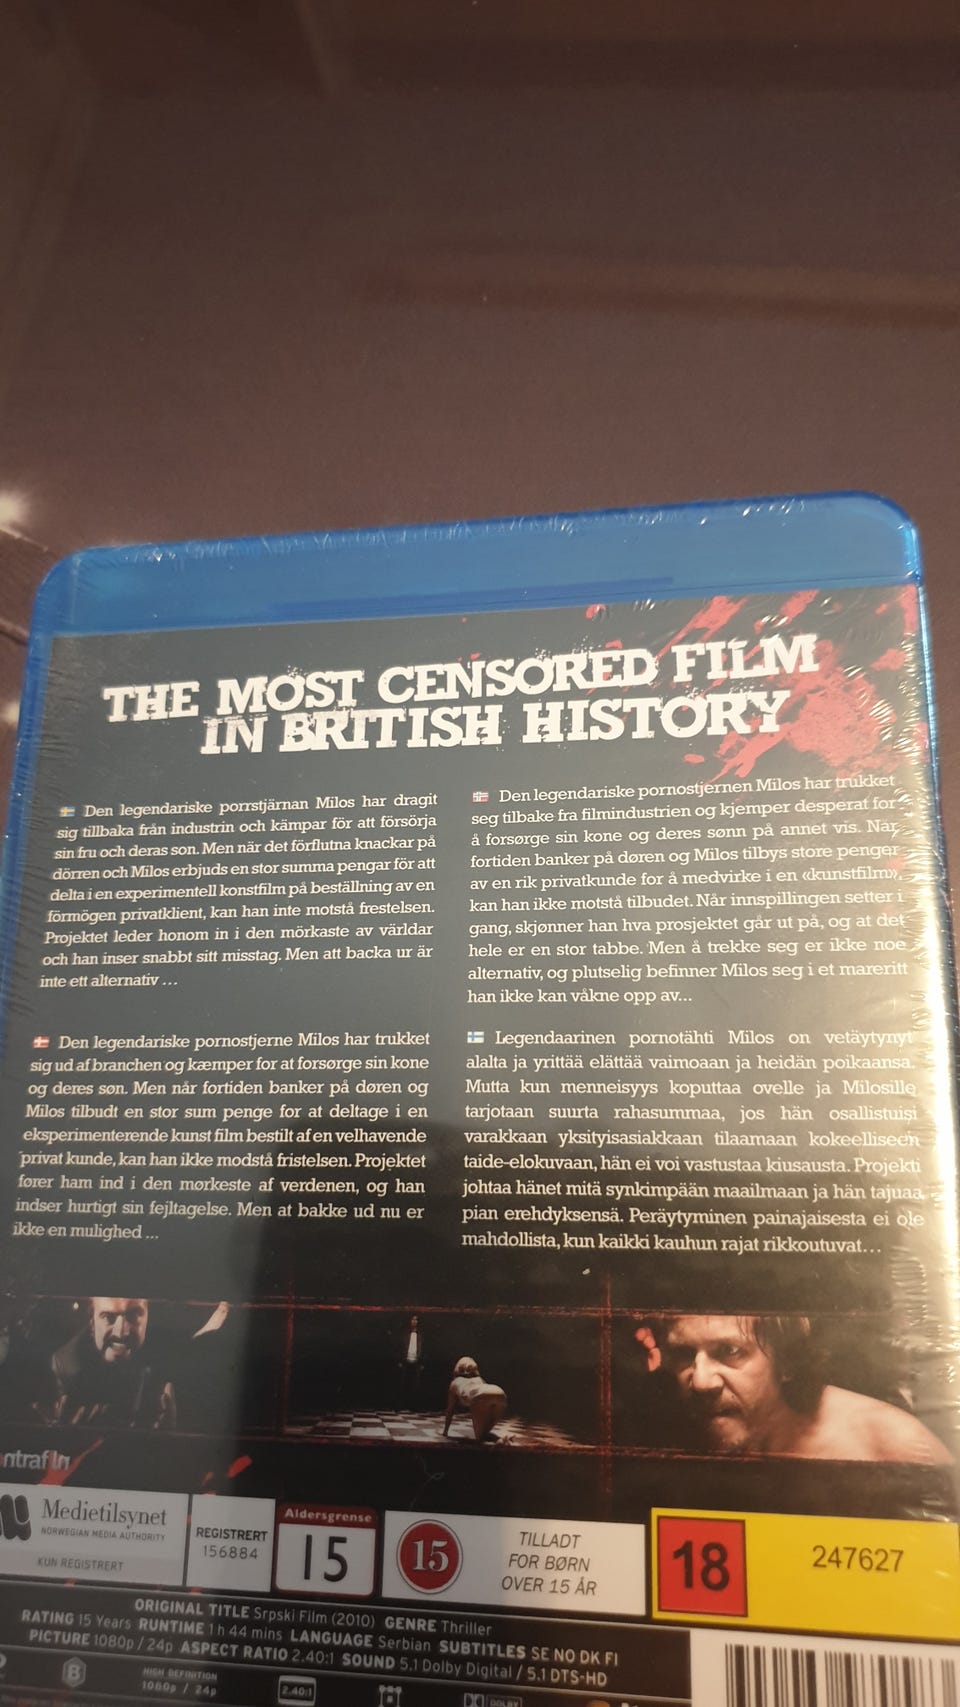 THE MOST CENSORED FILM
IN BRITISH HISTORY
Den legendariske porrstjärnan Milos har dragit
sig tillbaka från industrin och kämpar för att försörja
sin fru och deras son. Men när det förflutna knackar på
dörren och Milos erbjuds en stor summa pengar för att
delta i en experimentell konstfilm på beställning av en
förmögen privatklient, kan han inte motstå frestelsen.
Projektet leder honom in i den mörkaste av världar
och han inser snabbt sitt misstag. Men att backa ur är
inte ett alternativ ...
Den legendariske pornostjernen Milos har trukket
seg tilbake fra filmindustrien og kjemper desperat for
å forsørge sin kone og deres sønn på annet vis. Når
fortiden banker på døren og Milos tilbys store penger
av en rik privatkunde for å medvirke i en «kunstfilm»,
kan han ikke motstå tilbudet. Når innspillingen setter i
gang, skjønner han hva prosjektet går ut på, og at det
hele er en stor tabbe. Men å trekke seg er ikke noe
alternativ, og plutselig befinner Milos seg i et mareritt
han ikke kan våkne opp av...
Den legendariske pornostjerne Milos har trukket
sig ud af branchen og kæmper for at forsørge sin kone
og deres søn. Men når fortiden banker på døren og
Milos tilbudt en stor sum penge for at deltage i en
eksperimenterende kunst film bestilt af en velhavende
privat kunde, kan han ikke modstå fristelsen. Projektet
fører ham ind i den mørkeste af verdenen, og han
indser hurtigt sin fejltagelse. Men at bakke ud nu er
ikke en mulighed ...
Legendaarinen pornotähti Milos on vetäytynyt
alalta ja yrittää elättää vaimoaan ja heidän poikaansa.
Mutta kun menneisyys koputtaa ovelle ja Milosille
tarjotaan suurta rahasummaa, jos hän osallistuisi
varakkaan yksityisasiakkaan tilaamaan kokeelliseen
taide-elokuvaan, hän ei voi vastustaa kiusausta. Projekti
johtaa hänet mitä synkimpään maailmaan ja hän tajuaa
pian erehdyksensä. Peräytyminen painajaisesta ei ole
mahdollista, kun kaikki kauhun rajat rikkoutuvat...
ntrafilm
Medietilsynet
NORWEGIAN MEDIA AUTHORITY
KUN REGISTRERT
REGISTRERT
156884
Aldersgrense
15
15
TILLADT
FOR BØRN
OVER 15 ÅR
18
247627
ORIGINAL TITLE Srpski Film (2010) GENRE Thriller
RATING 15 Years RUNTIME 1 h 44 mins LANGUAGE Serbian SUBTITLES SE NO DK FI
PICTURE 1080p / 24p ASPECT RATIO 2.40:1 SOUND 5.1 Dolby Digital / 5.1 DTS-HD
B
HIGH DEFINITION
1080p / 24p
2.40:1
DOLBY